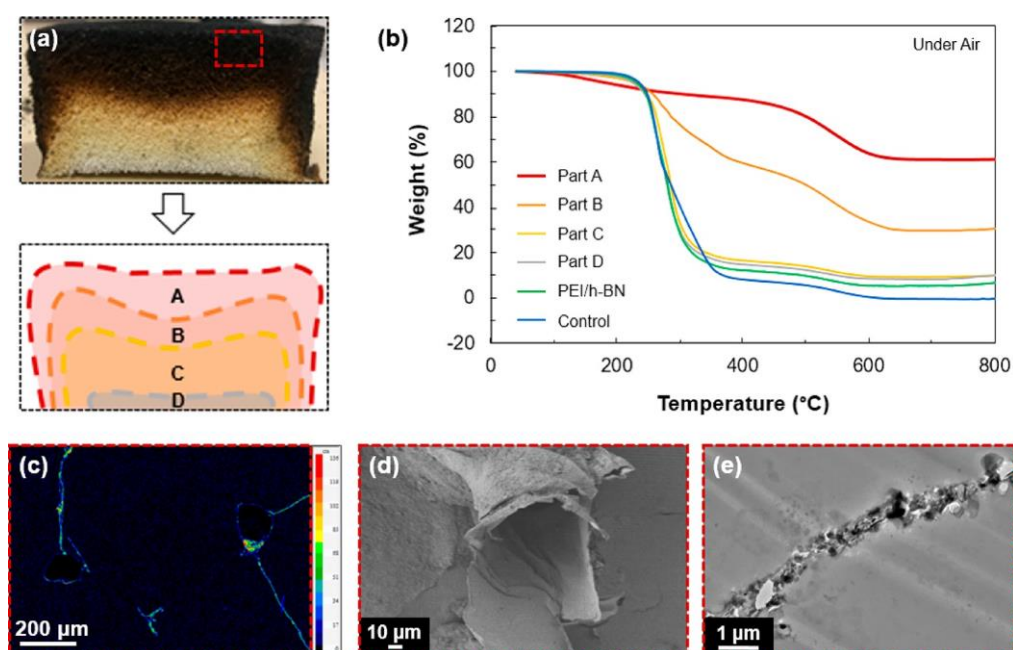 (a)
A
B
C
D
(b)
Under Air
120
100
80
60
40
20
0
-20
Weight (%)
Part A
Part B
Part C
Part D
PEI/h-BN
Control
0
200
400
600
800
Temperature (°C)
(c)
200 µm
(d)
10 µm
(e)
1 µm